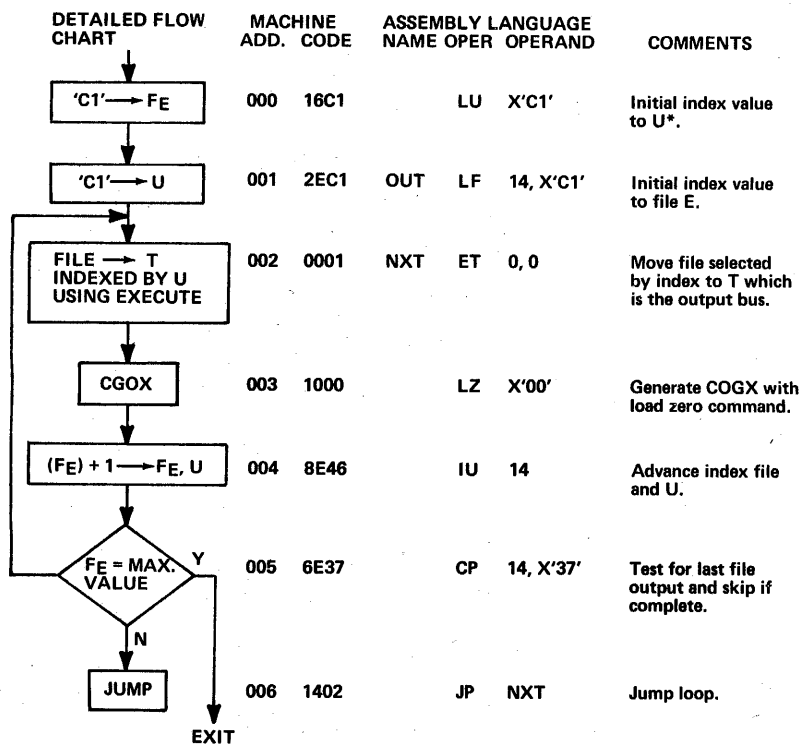 DETAILED FLOW CHART MACHINE ASSEMBLY LANGUAGE
ADD. CODE NAME OPER OPERAND COMMENTS
'C1' → FE 000 16C1 LU X'C1' Initial index value
to U*.
'C1' → U 001 2EC1 OUT LF 14, X'C1' Initial index value
to file E.
FILE → T 002 0001 NXT ET 0, 0 Move file selected
INDEXED BY U by index to T which
USING EXECUTE is the output bus.
CGOX 003 1000 LZ X'00' Generate COGX with
load zero command.
(FE) + 1 → FE, U 004 8E46 IU 14 Advance index file
and U.
FE = MAX. Y 005 6E37 CP 14, X'37' Test for last file
VALUE output and skip if
complete.
N
JUMP 006 1402 JP NXT Jump loop.
EXIT